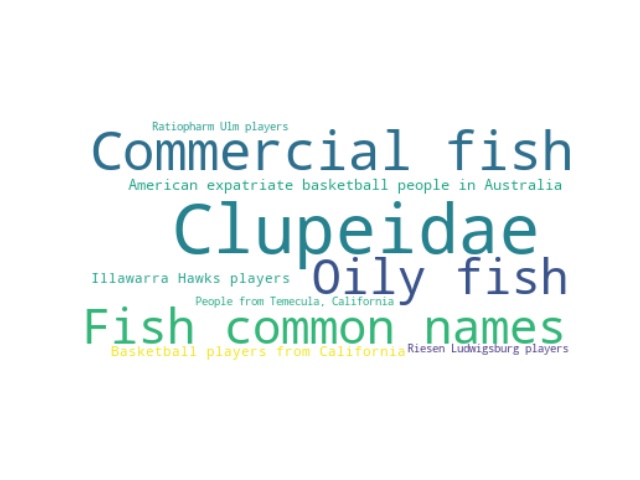 Ratiopharm Ulm players
Commercial fish
American expatriate basketball people in Australia
Clupeidae
Illawarra Hawks players
Oily fish
People from Temecula, California
Fish common names
Basketball players from California
Riesen Ludwigsburg players